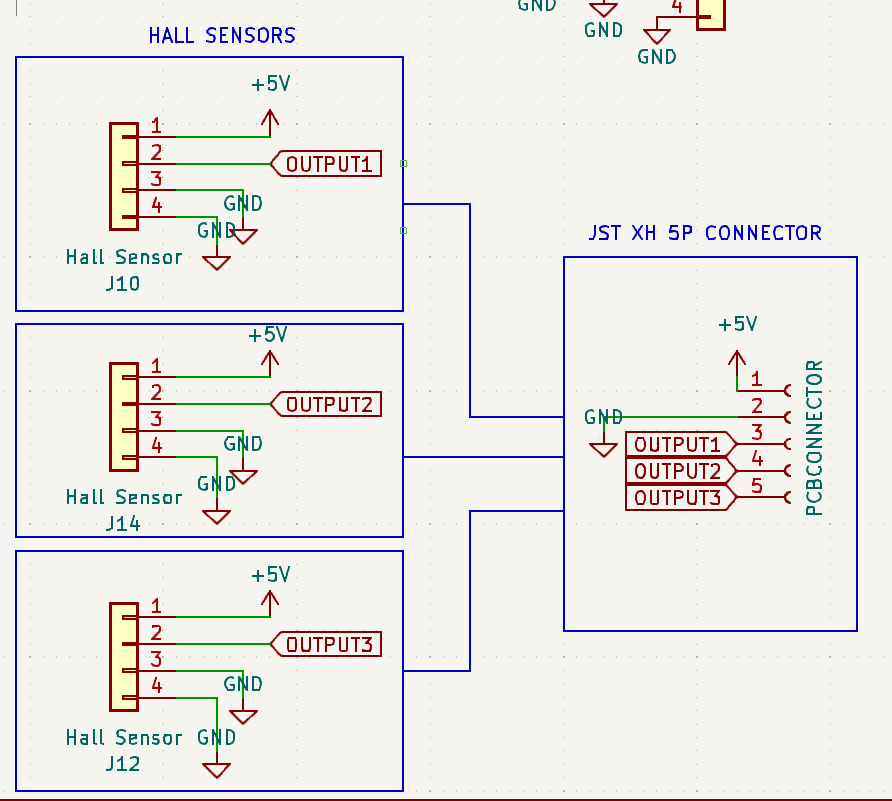 GND
4
GND
GND
HALL SENSORS
+5V
1
2
OUTPUT1
3
GND
4
GND
Hall Sensor
J10
+5V
1
2
OUTPUT2
3
GND
4
GND
Hall Sensor
J14
+5V
1
2
OUTPUT3
3
GND
4
Hall Sensor
GND
J12
JST XH 5P CONNECTOR
+5V
1
GND
2
OUTPUT1
3
OUTPUT2
4
OUTPUT3
5
PCBCONNECTOR